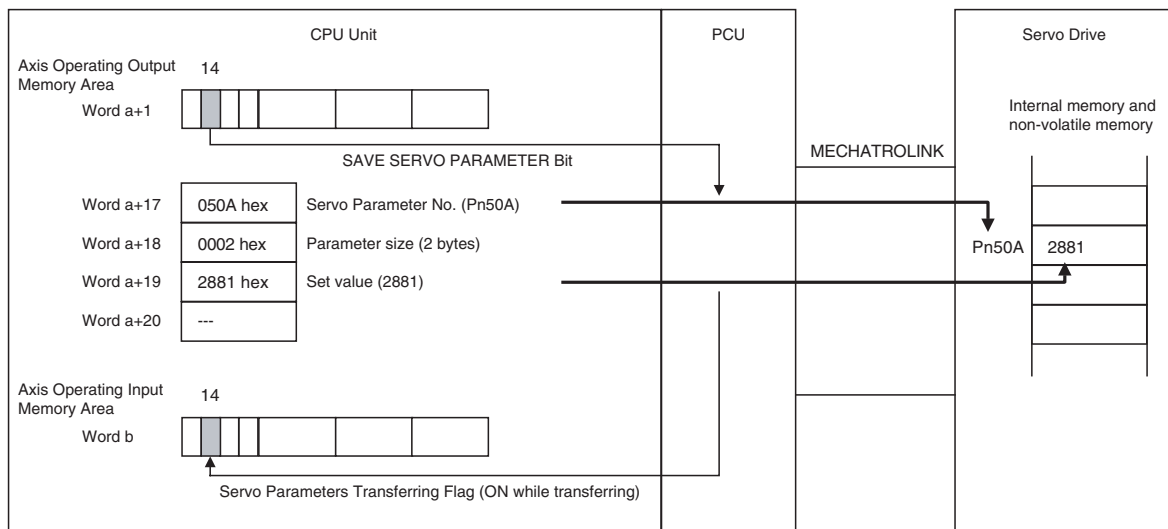 CPU Unit
PCU
Servo Drive
Axis Operating Output
Memory Area
14
Word a+1
SAVE SERVO PARAMETER Bit
MECHATROLINK
Internal memory and
non-volatile memory
Word a+17
050A hex
Servo Parameter No. (Pn50A)
Word a+18
0002 hex
Parameter size (2 bytes)
Pn50A
2881
Word a+19
2881 hex
Set value (2881)
Word a+20
---
Axis Operating Input
Memory Area
14
Word b
Servo Parameters Transferring Flag (ON while transferring)